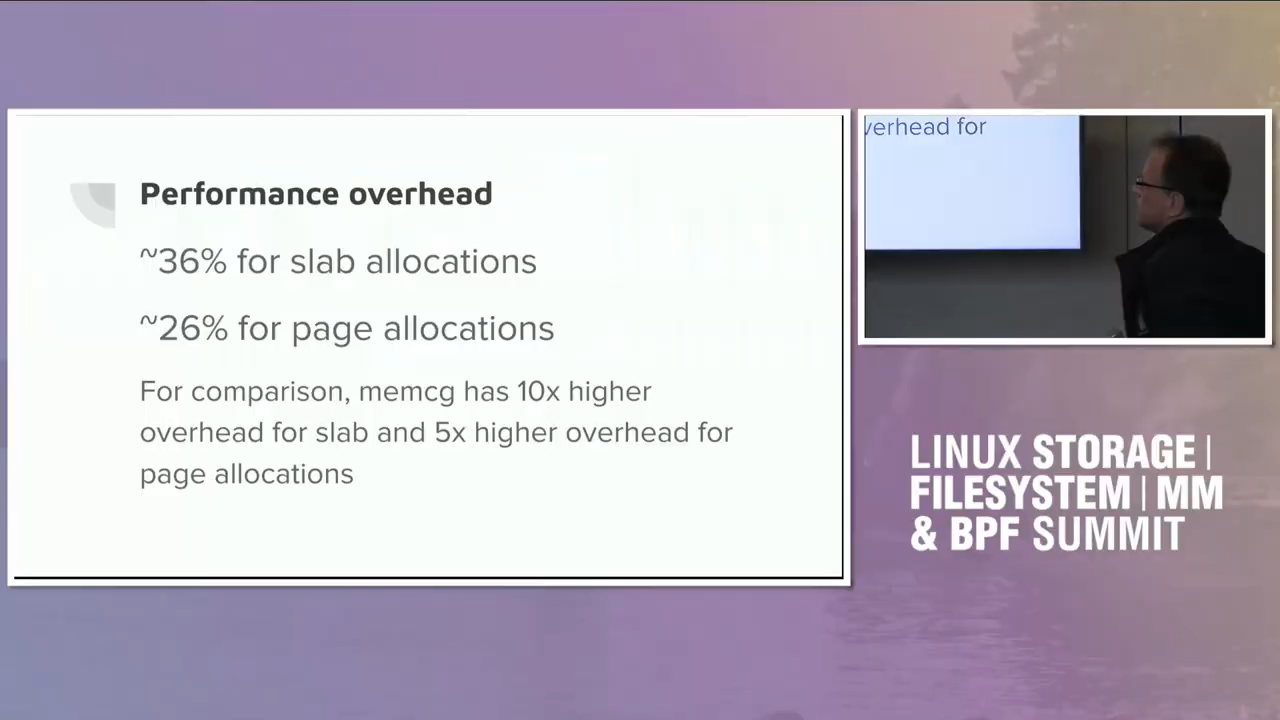 Performance overhead
~36% for slab allocations
~26% for page allocations
For comparison, memcg has 10x higher
overhead for slab and 5x higher overhead for
page allocations
verhead for
LINUX STORAGE |
FILESYSTEM | MM
& BPF SUMMIT